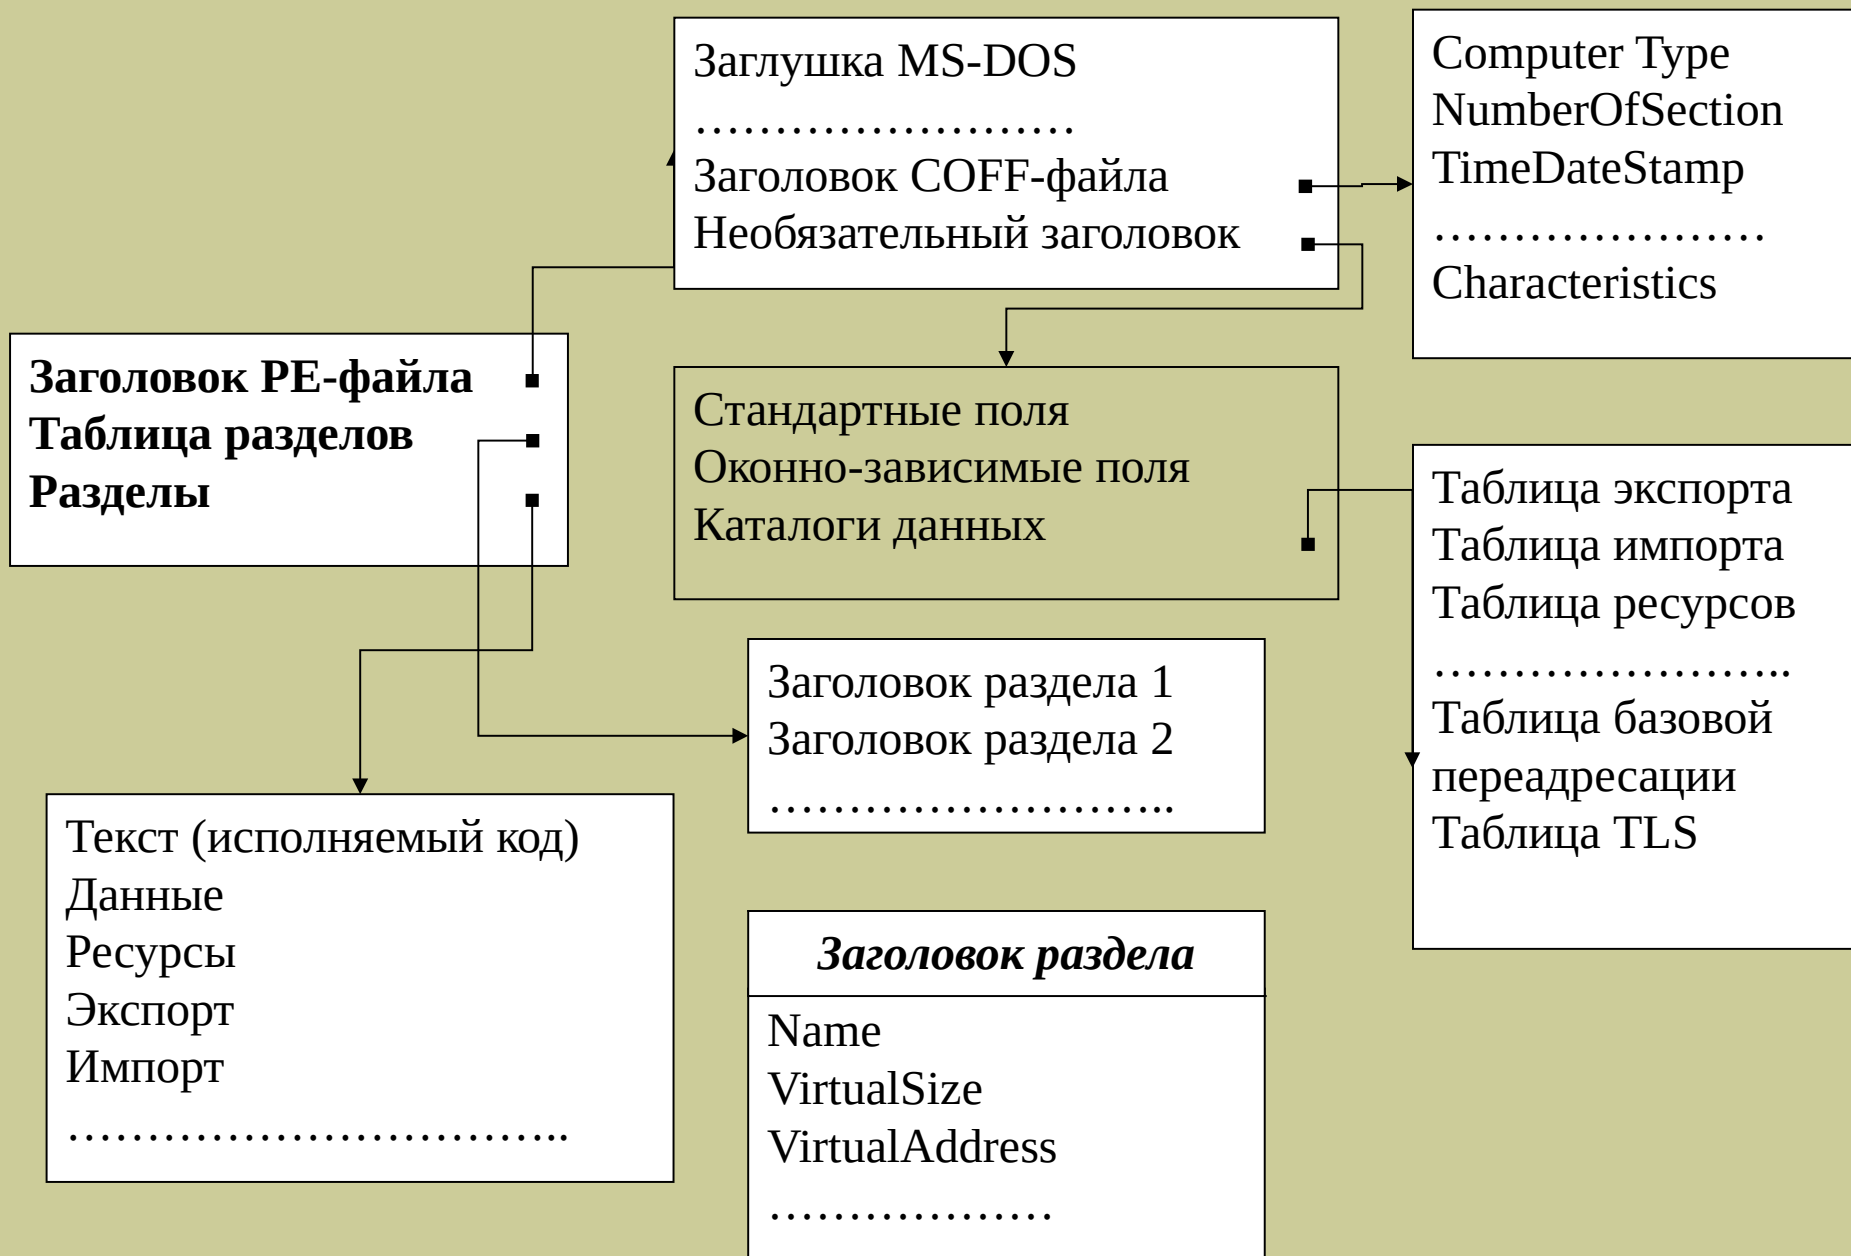 Заглушка MS-DOS
……………………
Заголовок COFF-файла
Необязательный заголовок
Computer Type
NumberOfSection
TimeDateStamp
…………………
Characteristics
Заголовок PE-файла
Таблица разделов
Разделы
Стандартные поля
Оконно-зависимые поля
Каталоги данных
Таблица экспорта
Таблица импорта
Таблица ресурсов
…………………..
Таблица базовой
переадресации
Таблица TLS
Заголовок раздела 1
Заголовок раздела 2
……………………..
Текст (исполняемый код)
Данные
Ресурсы
Экспорт
Импорт
…………………………..
Заголовок раздела
Name
VirtualSize
VirtualAddress
………………